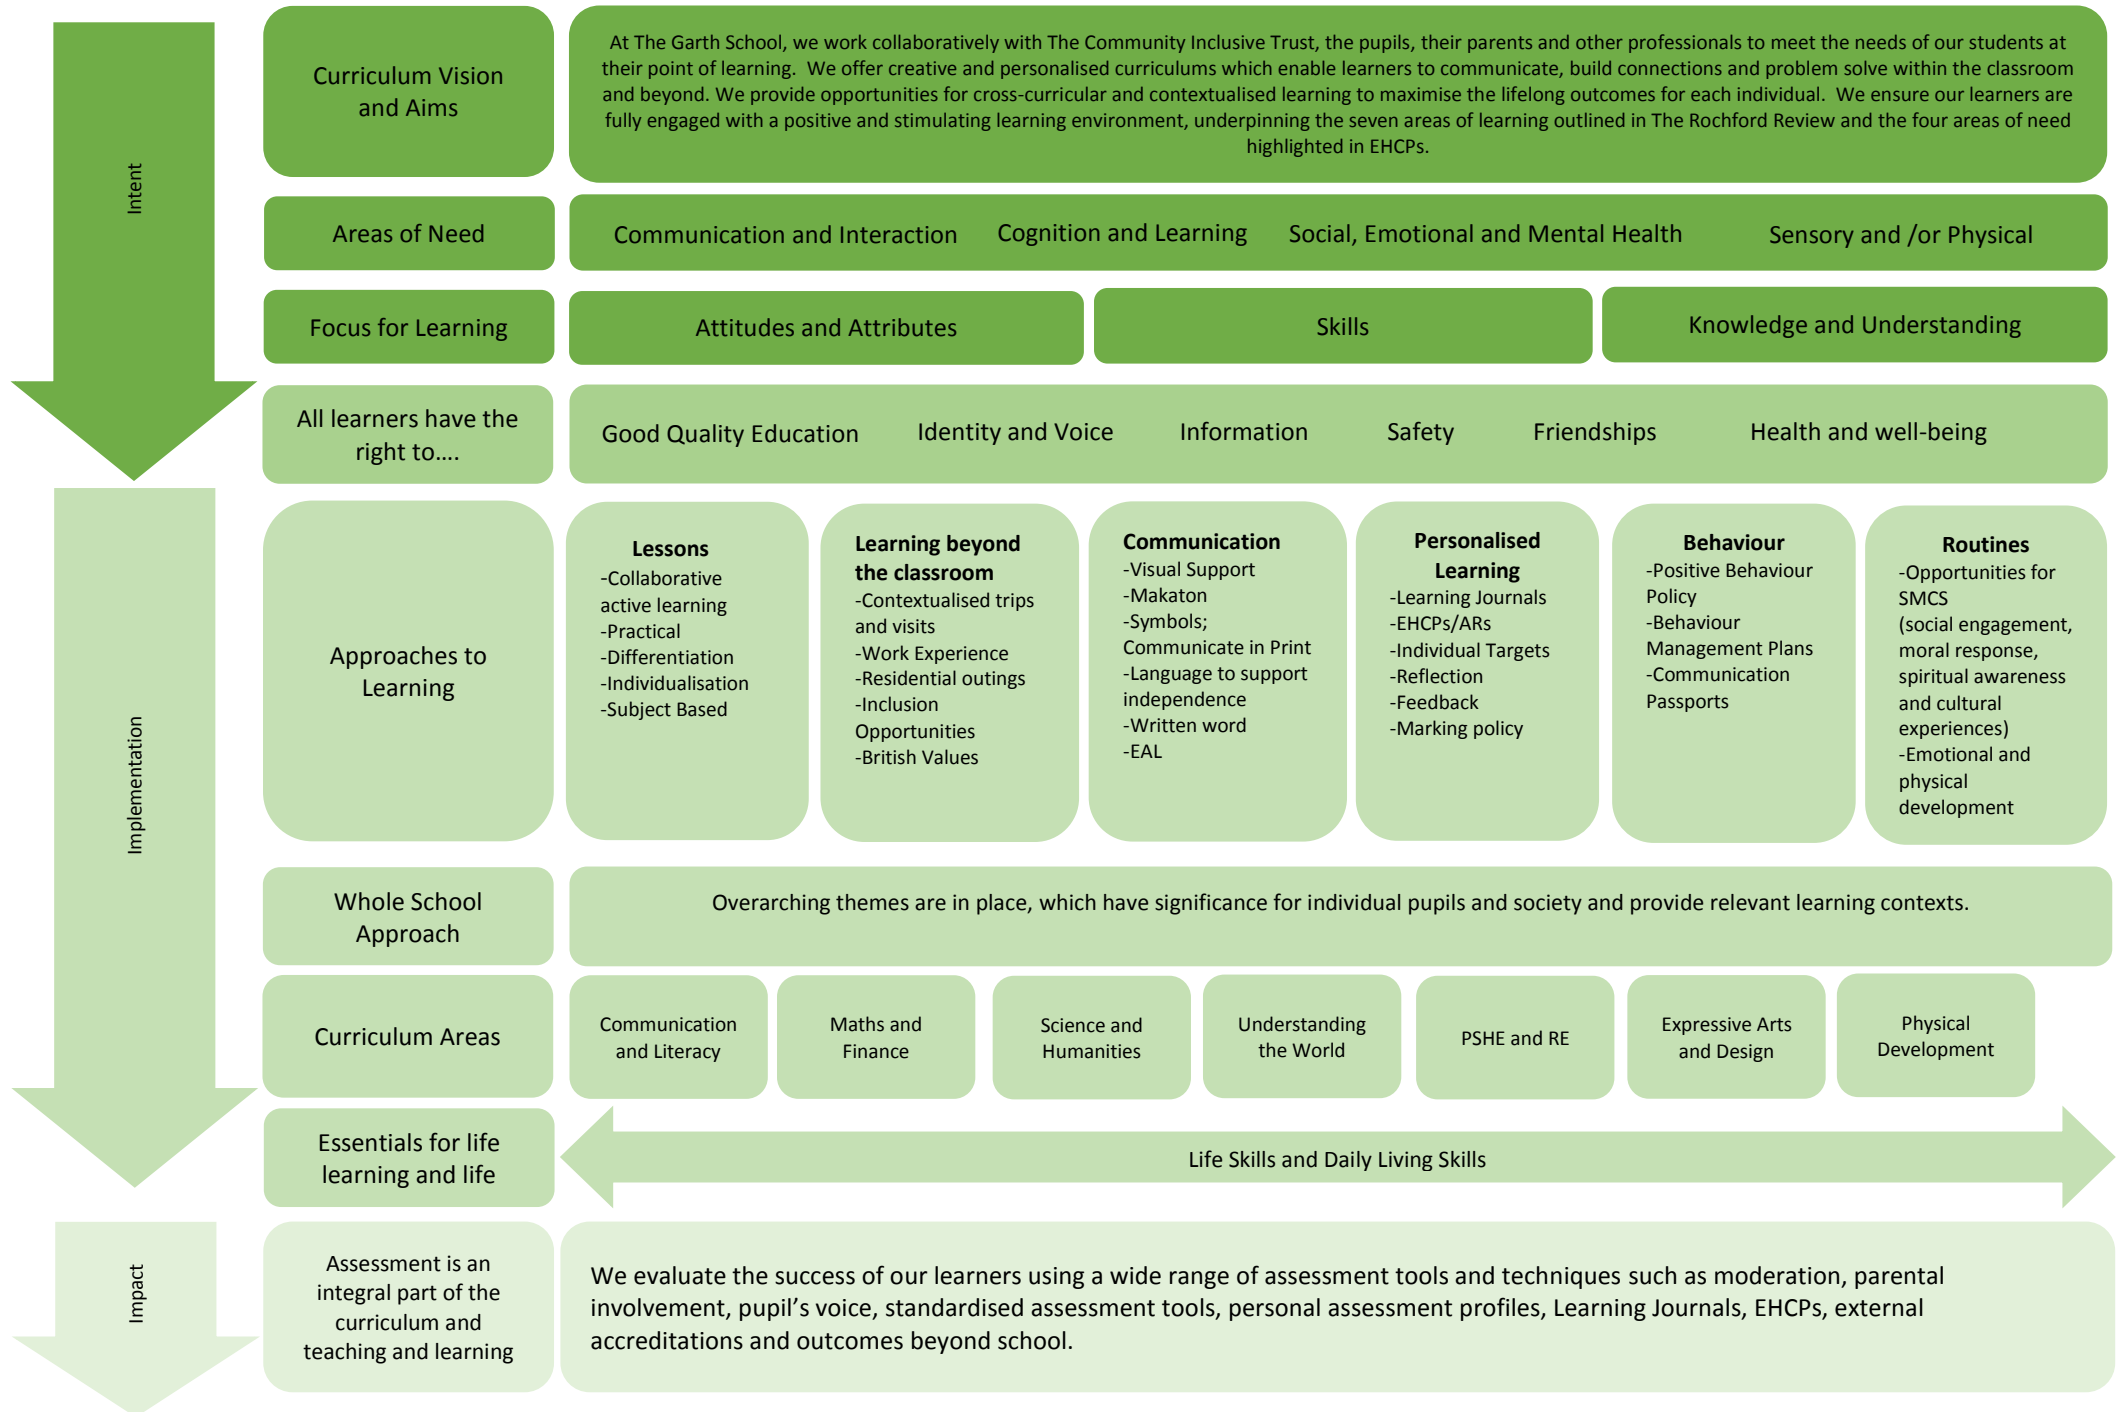 Intent
Curriculum Vision
and Aims
At The Garth School, we work collaboratively with The Community Inclusive Trust, the pupils, their parents and other professionals to meet the needs of our students at
their point of learning.  We offer creative and personalised curriculums which enable learners to communicate, build connections and problem solve within the classroom
and beyond. We provide opportunities for cross-curricular and contextualised learning to maximise the lifelong outcomes for each individual.  We ensure our learners are
fully engaged with a positive and stimulating learning environment, underpinning the seven areas of learning outlined in The Rochford Review and the four areas of need
highlighted in EHCPs.
Areas of Need
Communication and Interaction
Cognition and Learning
Social, Emotional and Mental Health
Sensory and /or Physical
Focus for Learning
Attitudes and Attributes
Skills
Knowledge and Understanding
All learners have the
right to….
Good Quality Education
Identity and Voice
Information
Safety
Friendships
Health and well-being
Implementation
Approaches to
Learning
Lessons
-Collaborative
active learning
-Practical
-Differentiation
-Individualisation
-Subject Based
Learning beyond
the classroom
-Contextualised trips
and visits
-Work Experience
-Residential outings
-Inclusion
Opportunities
-British Values
Communication
-Visual Support
-Makaton
-Symbols;
Communicate in Print
-Language to support
independence
-Written word
-EAL
Personalised
Learning
-Learning Journals
-EHCPs/ARs
-Individual Targets
-Reflection
-Feedback
-Marking policy
Behaviour
-Positive Behaviour
Policy
-Behaviour
Management Plans
-Communication
Passports
Routines
-Opportunities for
SMCS
(social engagement,
moral response,
spiritual awareness
and cultural
experiences)
-Emotional and
physical
development
Whole School
Approach
Overarching themes are in place, which have significance for individual pupils and society and provide relevant learning contexts.
Curriculum Areas
Communication
and Literacy
Maths and
Finance
Science and
Humanities
Understanding
the World
PSHE and RE
Expressive Arts
and Design
Physical
Development
Essentials for life
learning and life
Life Skills and Daily Living Skills
Impact
Assessment is an
integral part of the
curriculum and
teaching and learning
We evaluate the success of our learners using a wide range of assessment tools and techniques such as moderation, parental
involvement, pupil’s voice, standardised assessment tools, personal assessment profiles, Learning Journals, EHCPs, external
accreditations and outcomes beyond school.